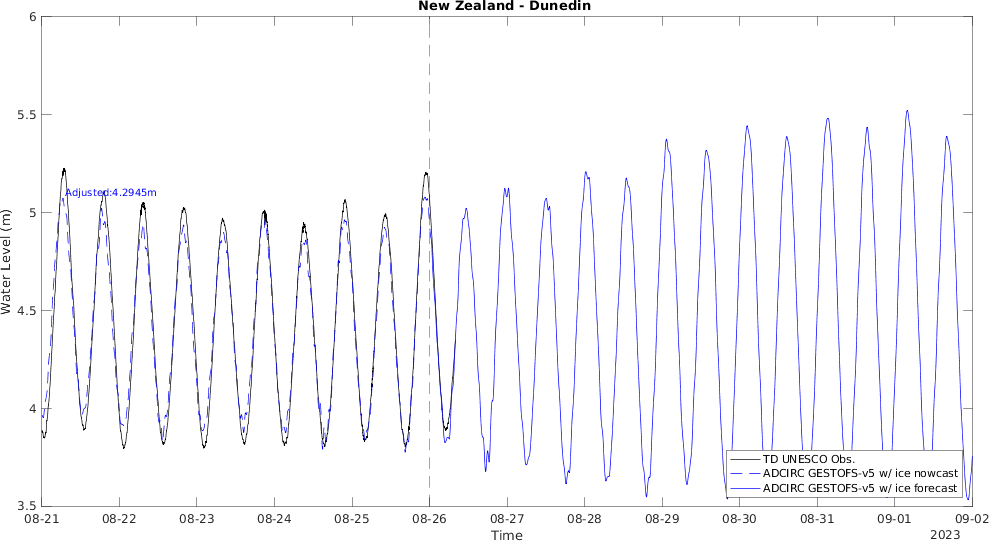 New Zealand - Dunedin
6
5.5
5
4.5
4
3.5
Water Level (m)
Adjusted:4.2945m
TD UNESCO Obs.
ADCIRC GESTOFS-v5 w/ ice nowcast
ADCIRC GESTOFS-v5 w/ ice forecast
08-21 08-22 08-23 08-24 08-25 08-26 08-27 08-28 08-29 08-30 08-31 09-01 09-02
Time
2023